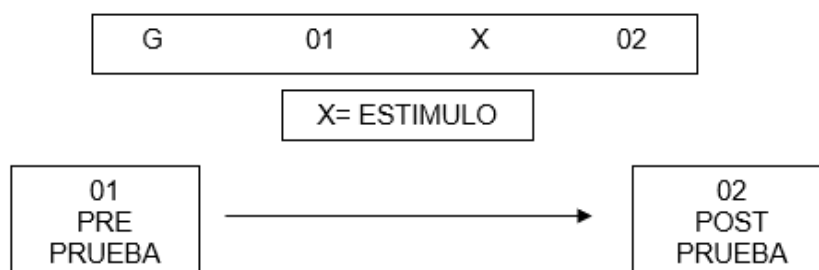 G 01 X 02
X= ESTIMULO
01
PRE
PRUEBA
02
POST
PRUEBA